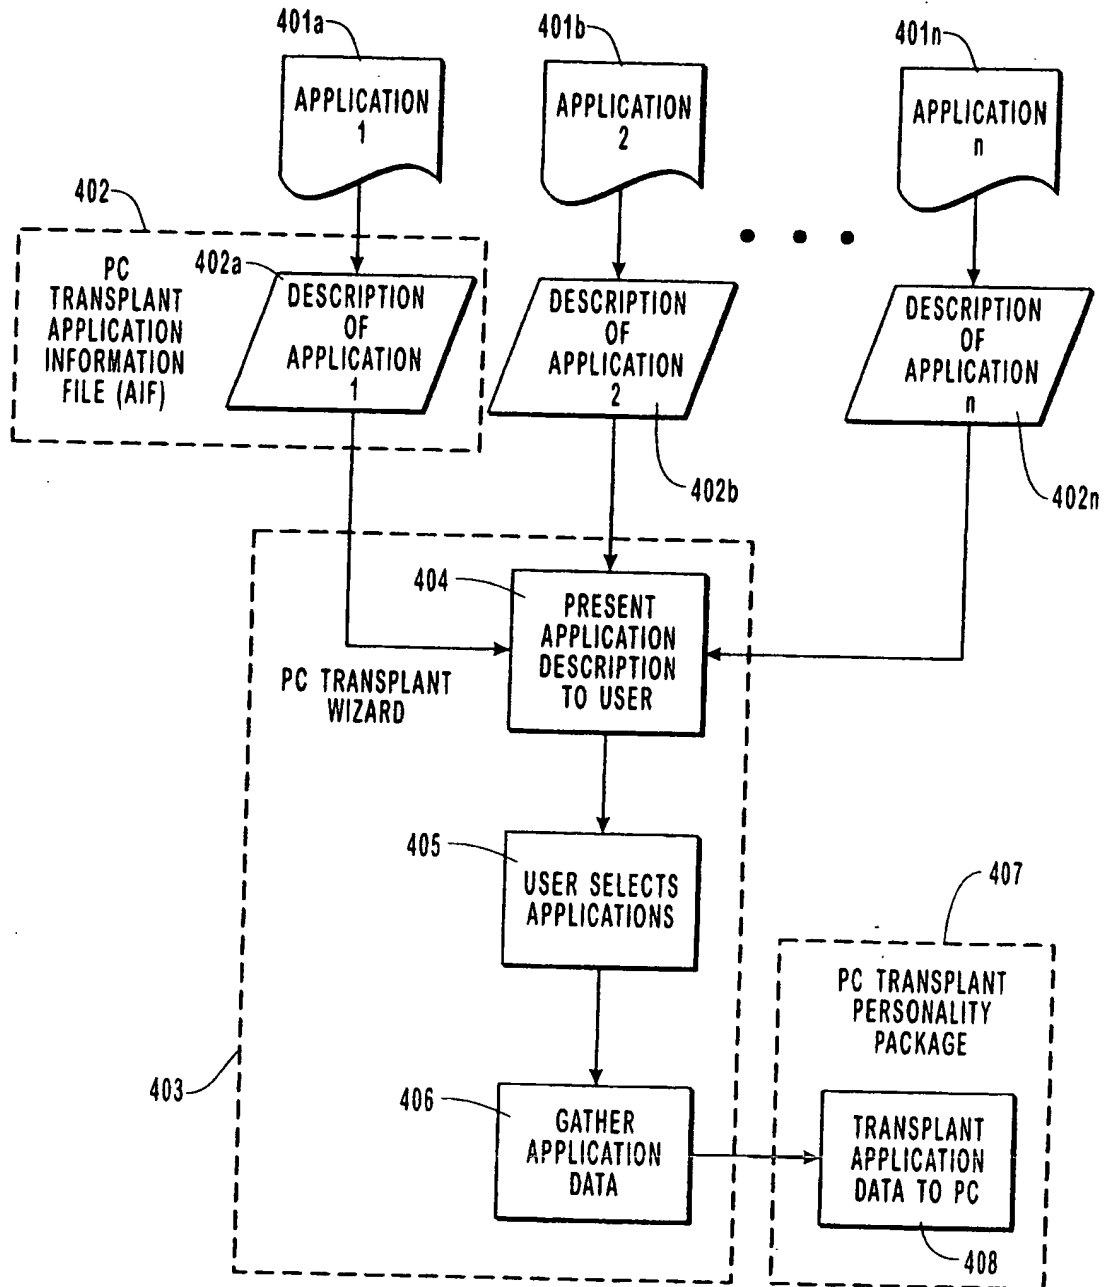 401a
401b
401n
APPLICATION
1
APPLICATION
2
APPLICATION
n
402
PC
TRANSPLANT
APPLICATION
INFORMATION
FILE (AIF)
402a
DESCRIPTION
OF
APPLICATION
1
DESCRIPTION
OF
APPLICATION
2
402b
DESCRIPTION
OF
APPLICATION
n
402n
404
PRESENT
APPLICATION
DESCRIPTION
TO USER
PC TRANSPLANT
WIZARD
405
USER SELECTS
APPLICATIONS
407
PC TRANSPLANT
PERSONALITY
PACKAGE
403
406
GATHER
APPLICATION
DATA
TRANSPLANT
APPLICATION
DATA TO PC
408